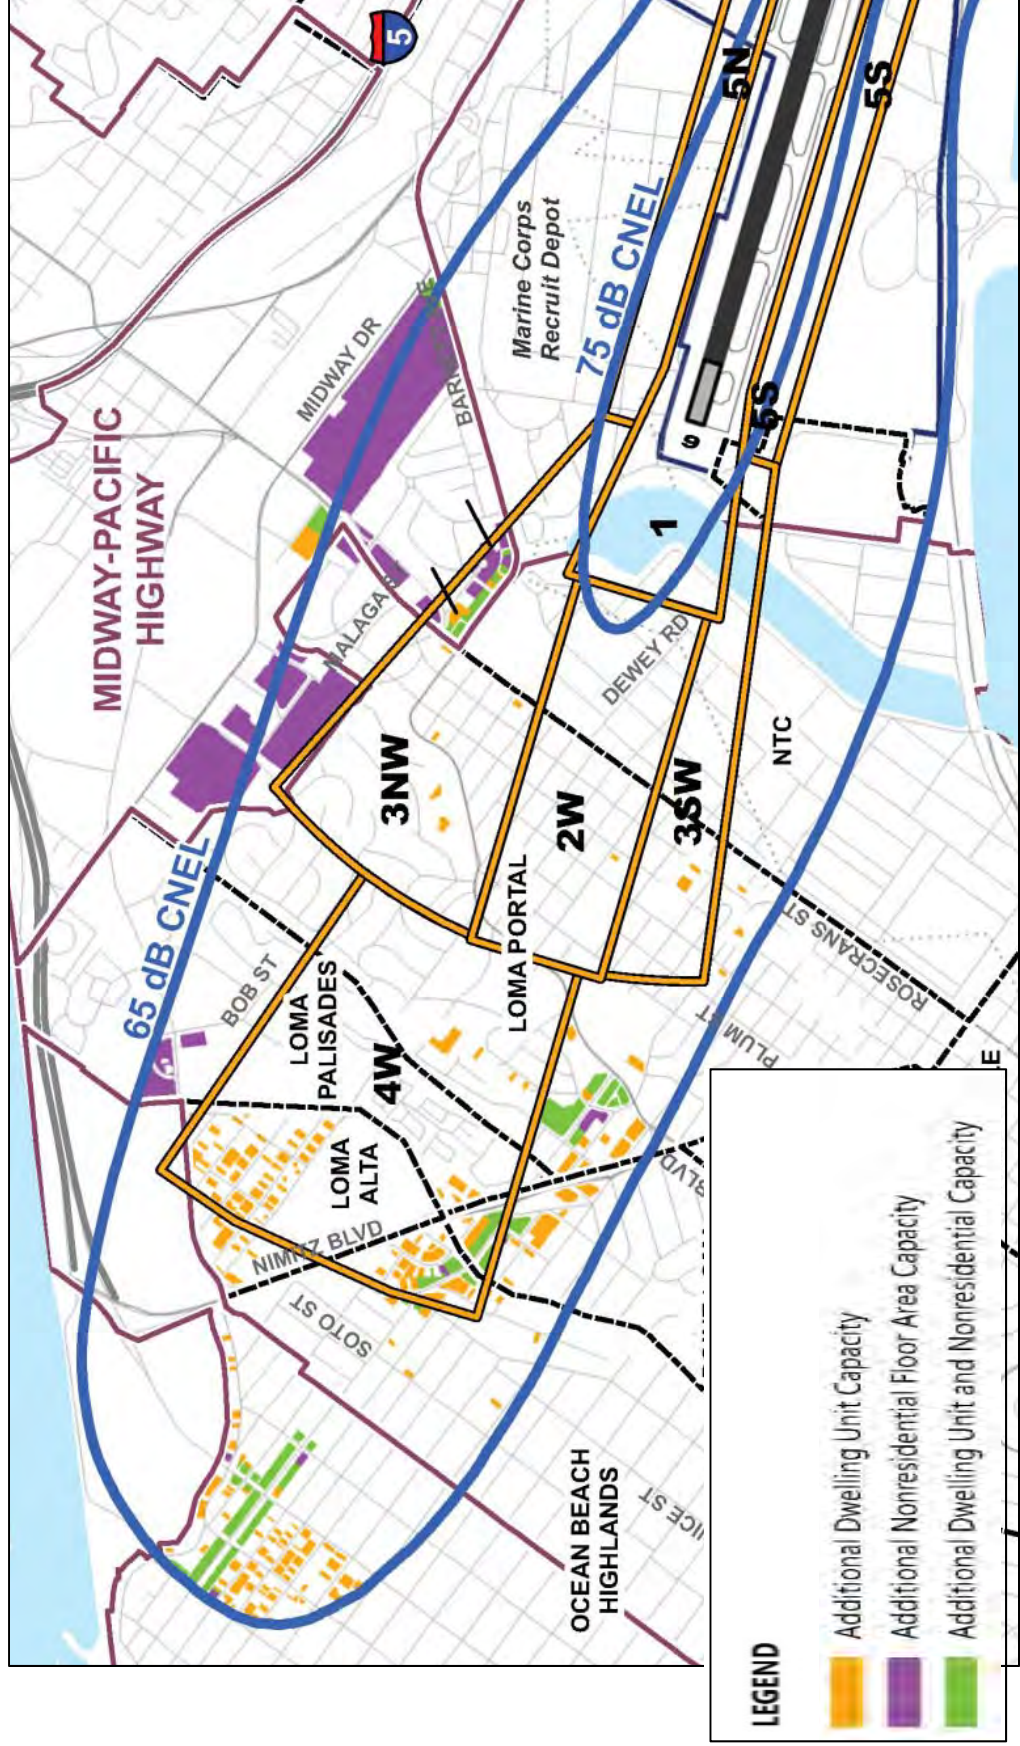 5
MIDWAY-PACIFIC
HIGHWAY
MIDWAY DR
Marine Corps
Recruit Depot
75 dB CNEL
5N
5S
5S
9
1
MALAGA
DEWEY RD
NTC
3NW
2W
3SW
65 dB CNEL
BOB ST
LOMA PORTAL
LOMA
PALISADES
4W
LOMA
ALTA
NIMITZ BLVD
SOTO ST
ROSECRANS ST
PLUM ST
BLVD
OCEAN BEACH
HIGHLANDS
LEGEND
Additional Dwelling Unit Capacity
Additional Nonresidential Floor Area Capacity
Additional Dwelling Unit and Nonresidential Capacity